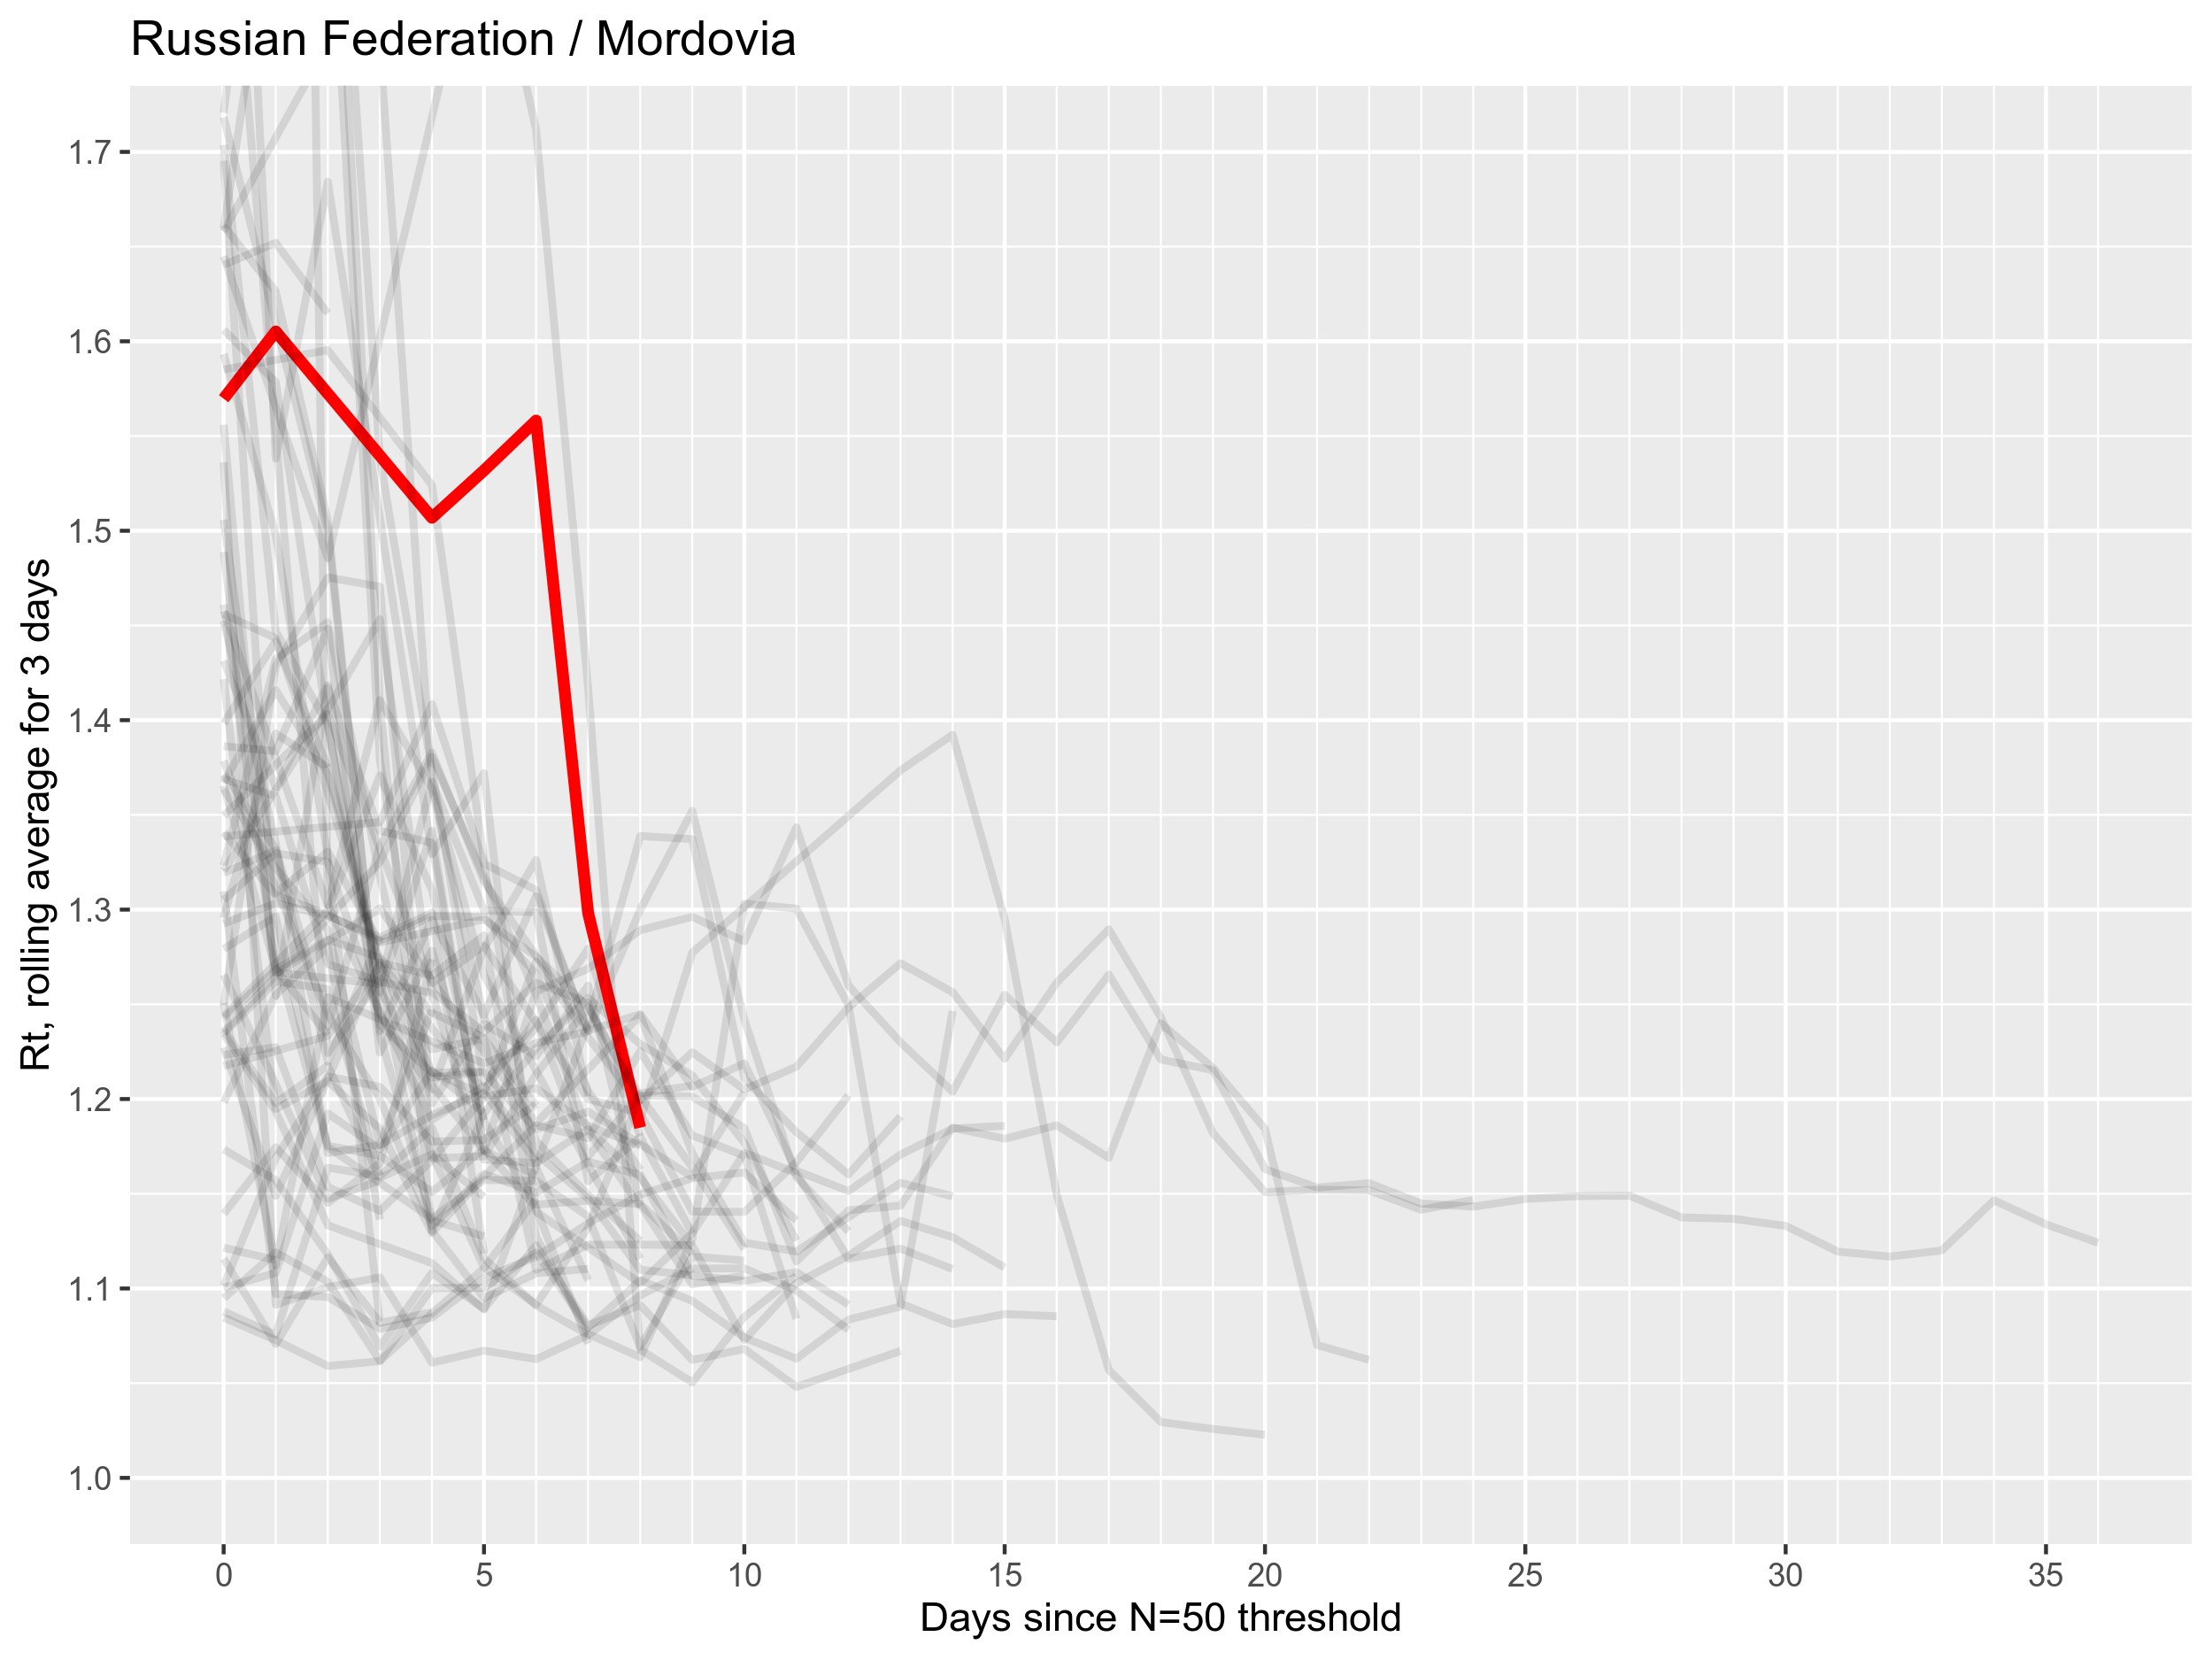 Russian Federation / Mordovia
Rt, rolling average for 3 days
1.7
1.6
1.5
1.4
1.3
1.2
1.1
1.0
0 5 10 15 20 25 30 35
Days since N=50 threshold